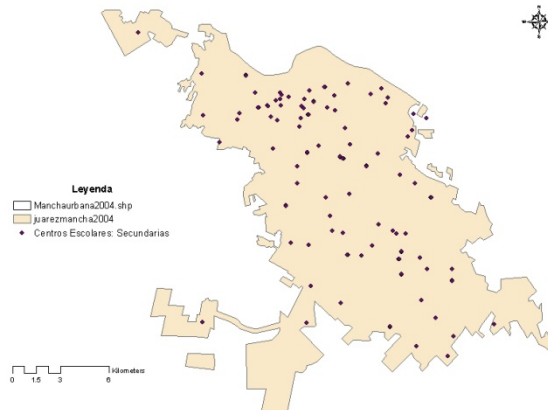 Leyenda
Manchaurbana2004.shp
juarezmancha2004
Centros Escolares: Secundarias
Kilometers
0 1.5 3 6